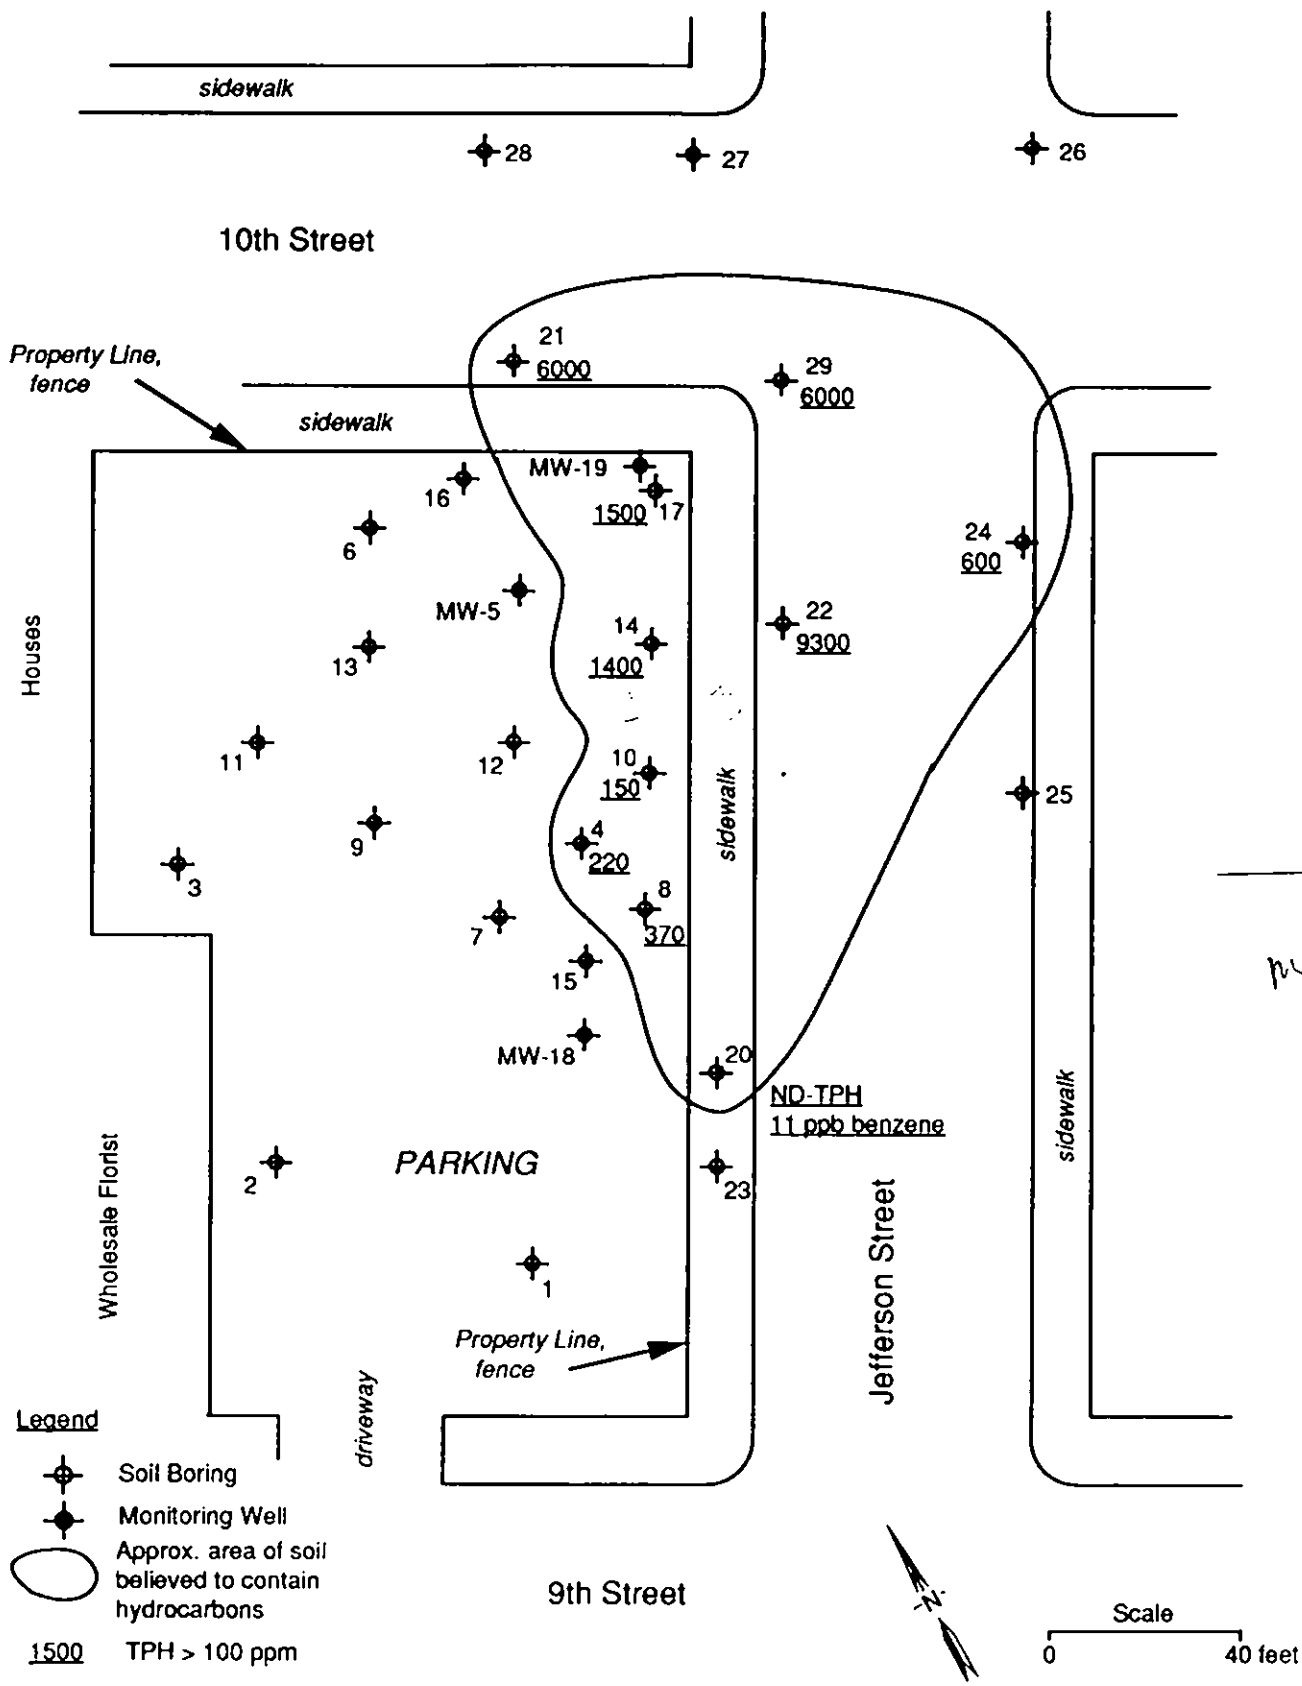 sidewalk
28
27
26
10th Street
Property Line,
fence
21
6000
29
6000
sidewalk
MW-19
16
1500
17
6
24
600
MW-5
14
1400
22
9300
Houses
13
11
12
10
150
sidewalk
25
9
4
220
3
8
370
7
15
MW-18
20
ND-TPH
11 ppb benzene
sidewalk
Wholesale Florist
2
PARKING
23
Jefferson Street
1
Property Line,
fence
driveway
Legend
Soil Boring
Monitoring Well
Approx. area of soil
believed to contain
hydrocarbons
1500 TPH > 100 ppm
9th Street
N
Scale
0 40 feet